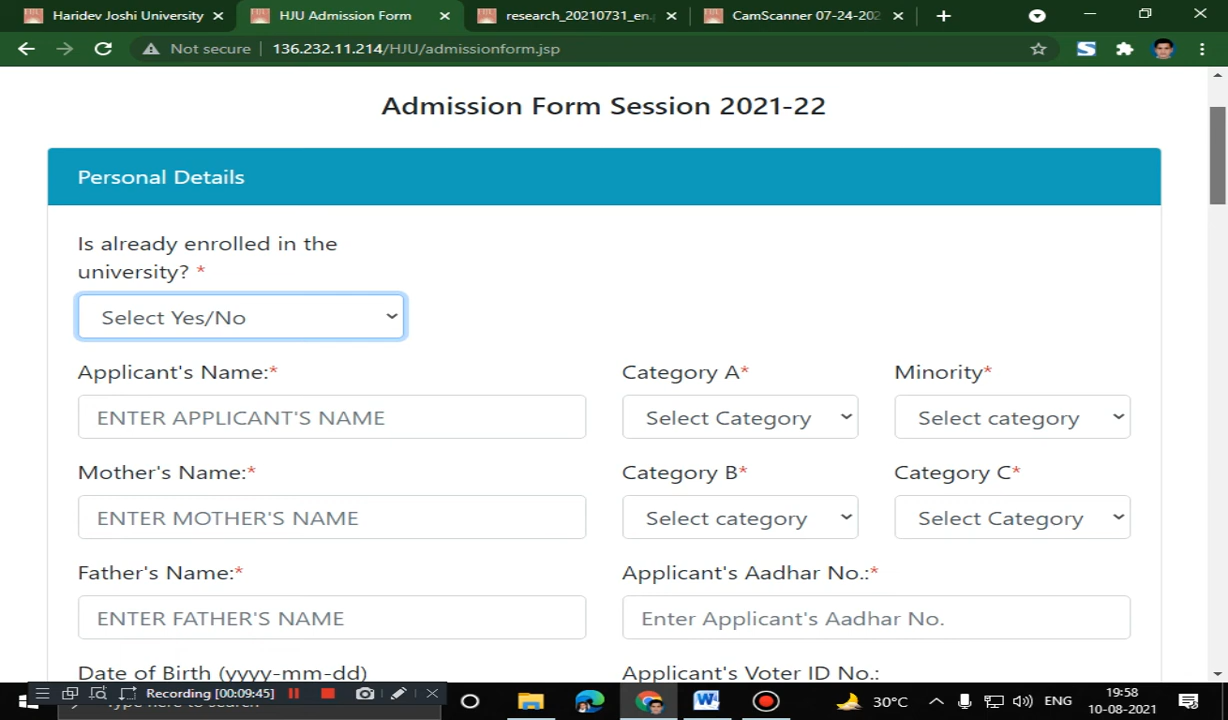 Haridev Joshi University
HJU Admission Form
research_20210731_en.
CamScanner 07-24-202
Not secure
136.232.11.214/HJU/admissionform.jsp
Admission Form Session 2021-22
Personal Details
Is already enrolled in the
university? *
Select Yes/No
Applicant's Name:*
Category A*
Minority*
ENTER APPLICANT'S NAME
Select Category
Select category
Mother's Name:*
Category B*
Category C*
ENTER MOTHER'S NAME
Select category
Select Category
Father's Name:*
Applicant's Aadhar No.:*
ENTER FATHER'S NAME
Enter Applicant's Aadhar No.
Date of Birth (yyyy-mm-dd)
Applicant's Voter ID No.:
Recording [00:09:45]
30°C
ENG
19:58
10-08-2021